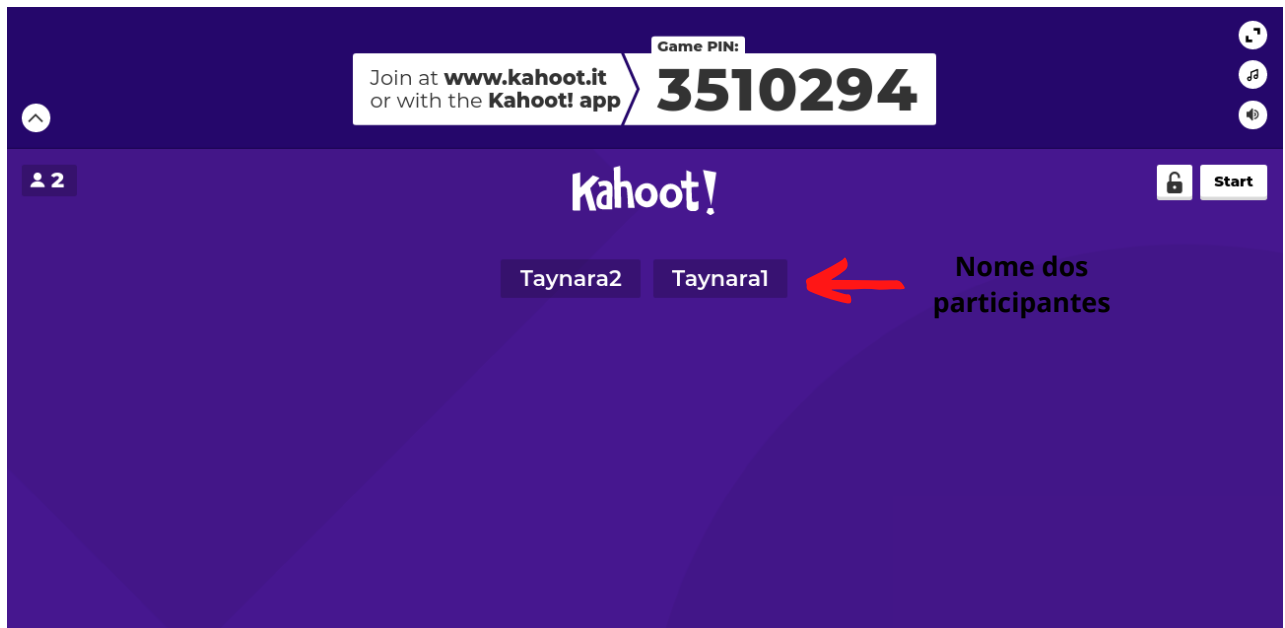 Game PIN:
Join at www.kahoot.it
or with the Kahoot! app
3510294
2
Kahoot!
Start
Taynara2
Taynara1
Nome dos
participantes